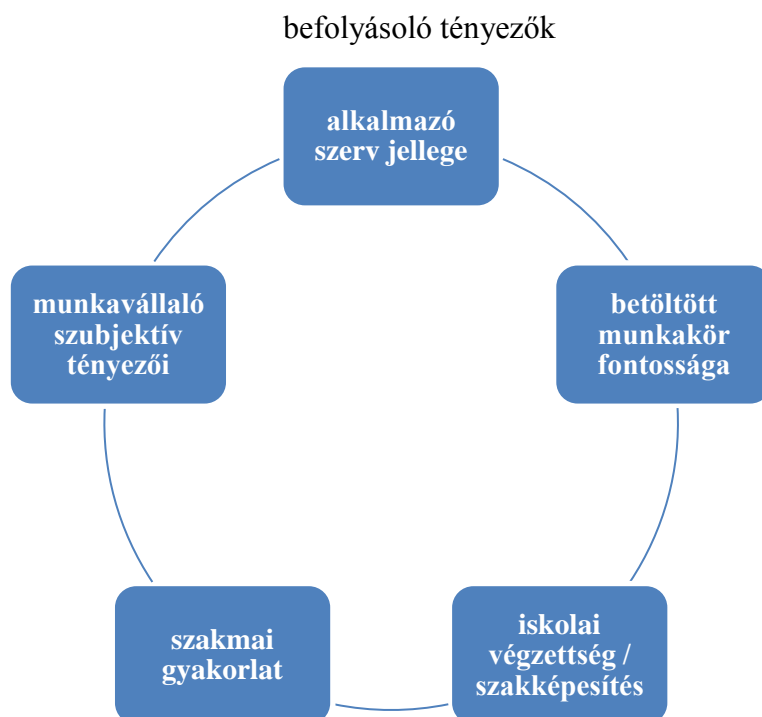 befolyásoló tényezők
alkalmazó
szerv jellege
betöltött
munkakör
fontossága
iskolai
végzettség /
szakképesítés
szakmai
gyakorlat
munkavállaló
szubjektív
tényezői